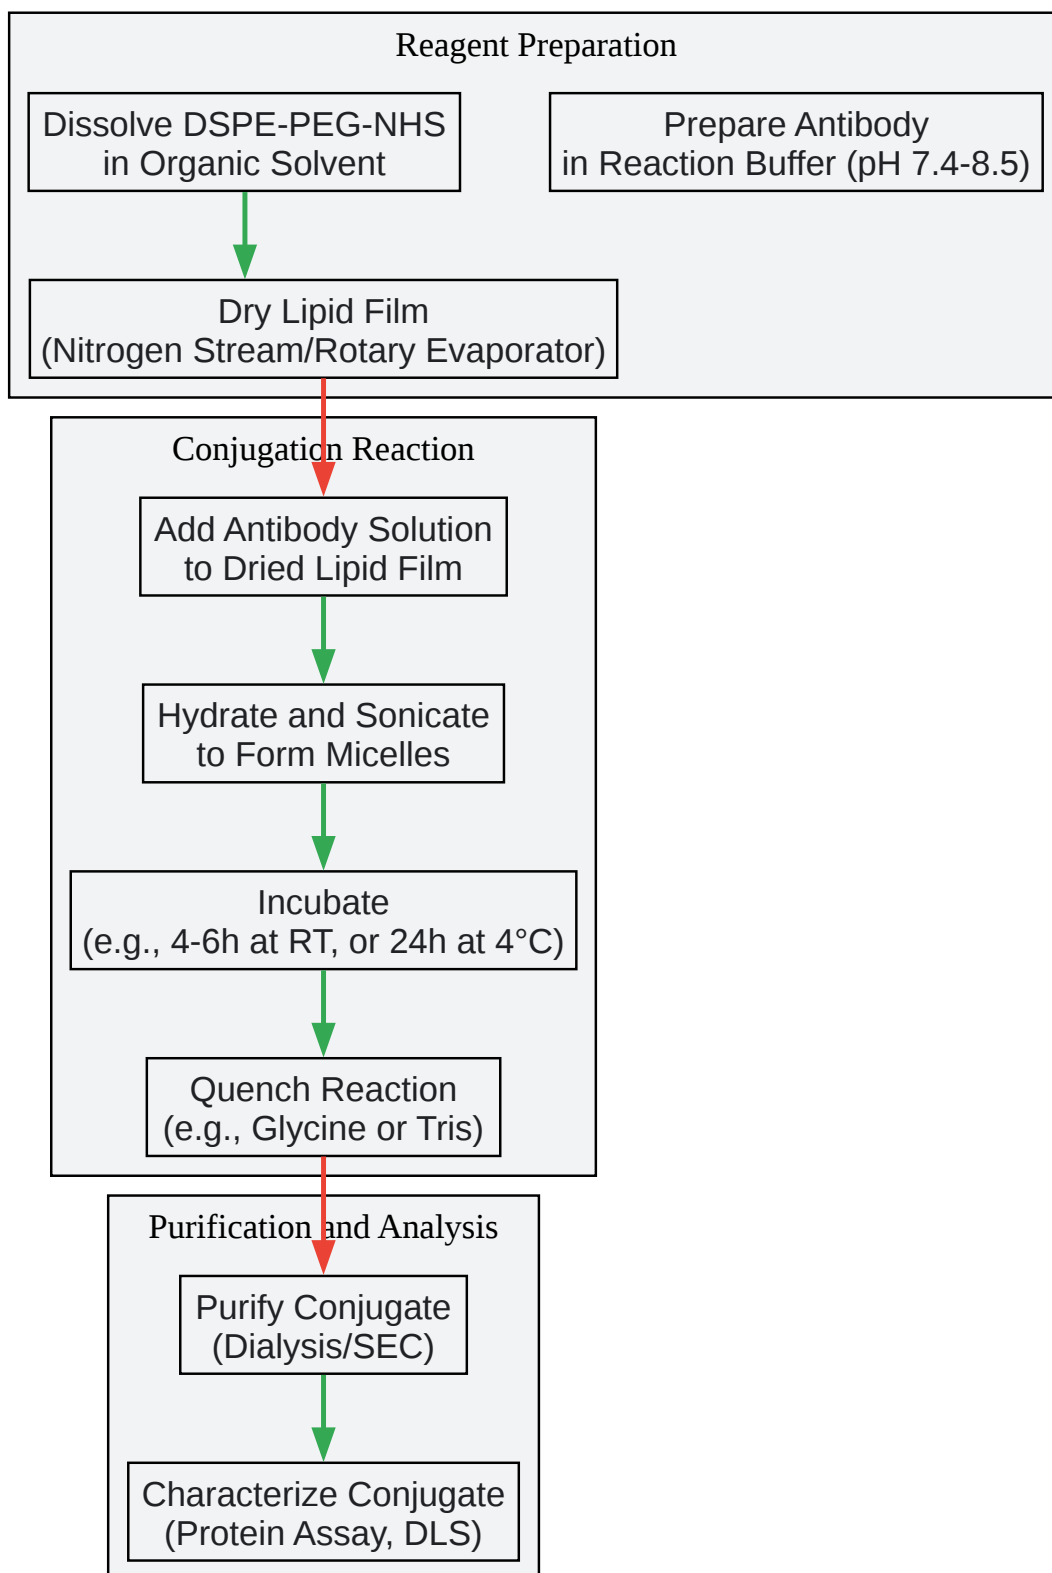 Reagent Preparation
Dissolve DSPE-PEG-NHS
in Organic Solvent
Prepare Antibody
in Reaction Buffer (pH 7.4-8.5)
Dry Lipid Film
(Nitrogen Stream/Rotary Evaporator)
Conjugation Reaction
Add Antibody Solution
to Dried Lipid Film
Hydrate and Sonicate
to Form Micelles
Incubate
(e.g., 4-6h at RT, or 24h at 4°C)
Quench Reaction
(e.g., Glycine or Tris)
Purification and Analysis
Purify Conjugate
(Dialysis/SEC)
Characterize Conjugate
(Protein Assay, DLS)